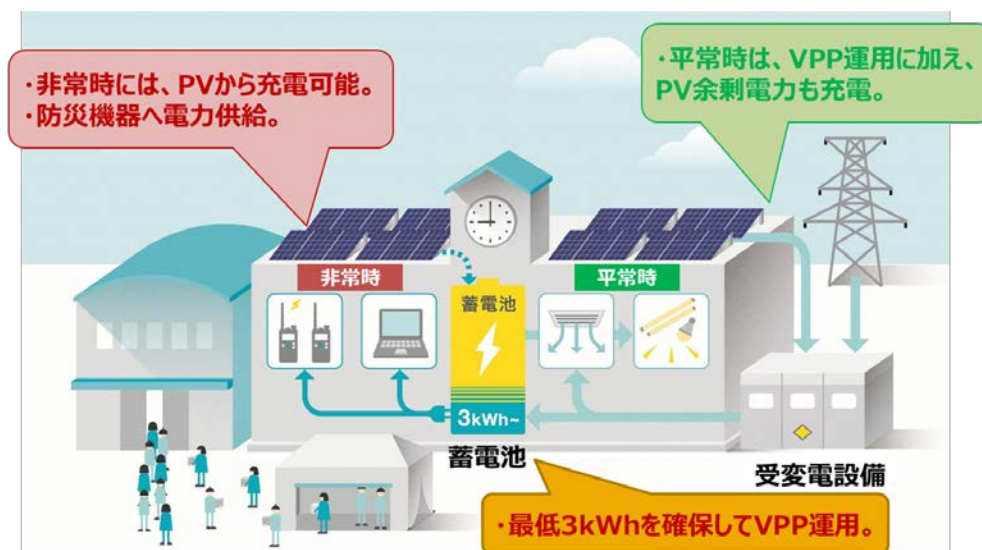 ・非常時には、PVから充電可能。
・防災機器へ電力供給。
・平常時は、VPP運用に加え、
PV余剰電力も充電。
非常時
蓄電池
平常時
3kWh~
蓄電池
受変電設備
・最低3kWhを確保してVPP運用。